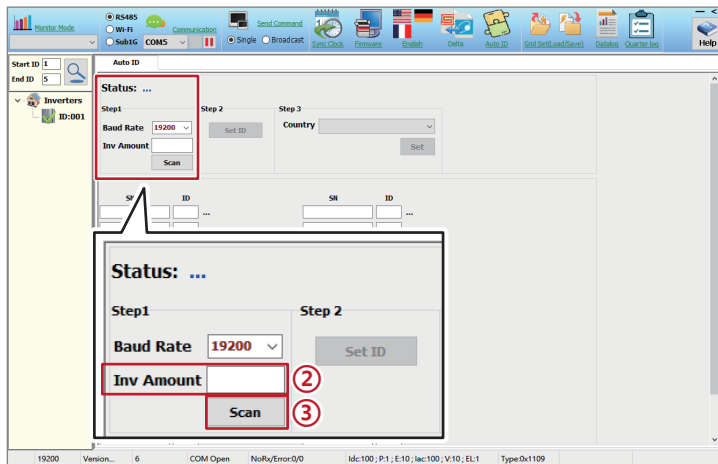 Monitor Mode
RS485
Wi-Fi
Sub1G COM5
Communication
Send Command
Single Broadcast
Sync Clock
Firmware
English
Delta
Auto ID
Grid Set(Load/Save)
Datalog
Quarter log
Help
Start ID 1
End ID 5
Inverters
ID:001
Auto ID
Status: ...
Step1 Step 2 Step 3
Baud Rate 19200 Set ID Country
Inv Amount Set
Scan
ID SN ID
... ...
Status: ...
Step1 Step 2
Baud Rate 19200 Set ID
Inv Amount ②
Scan ③
19200 Version... 6 COM Open NoRx/Error:0/0 Idc:100 ; P:1 ; E:10 ; Iac:100 ; V:10 ; EL:1 Type:0x1109